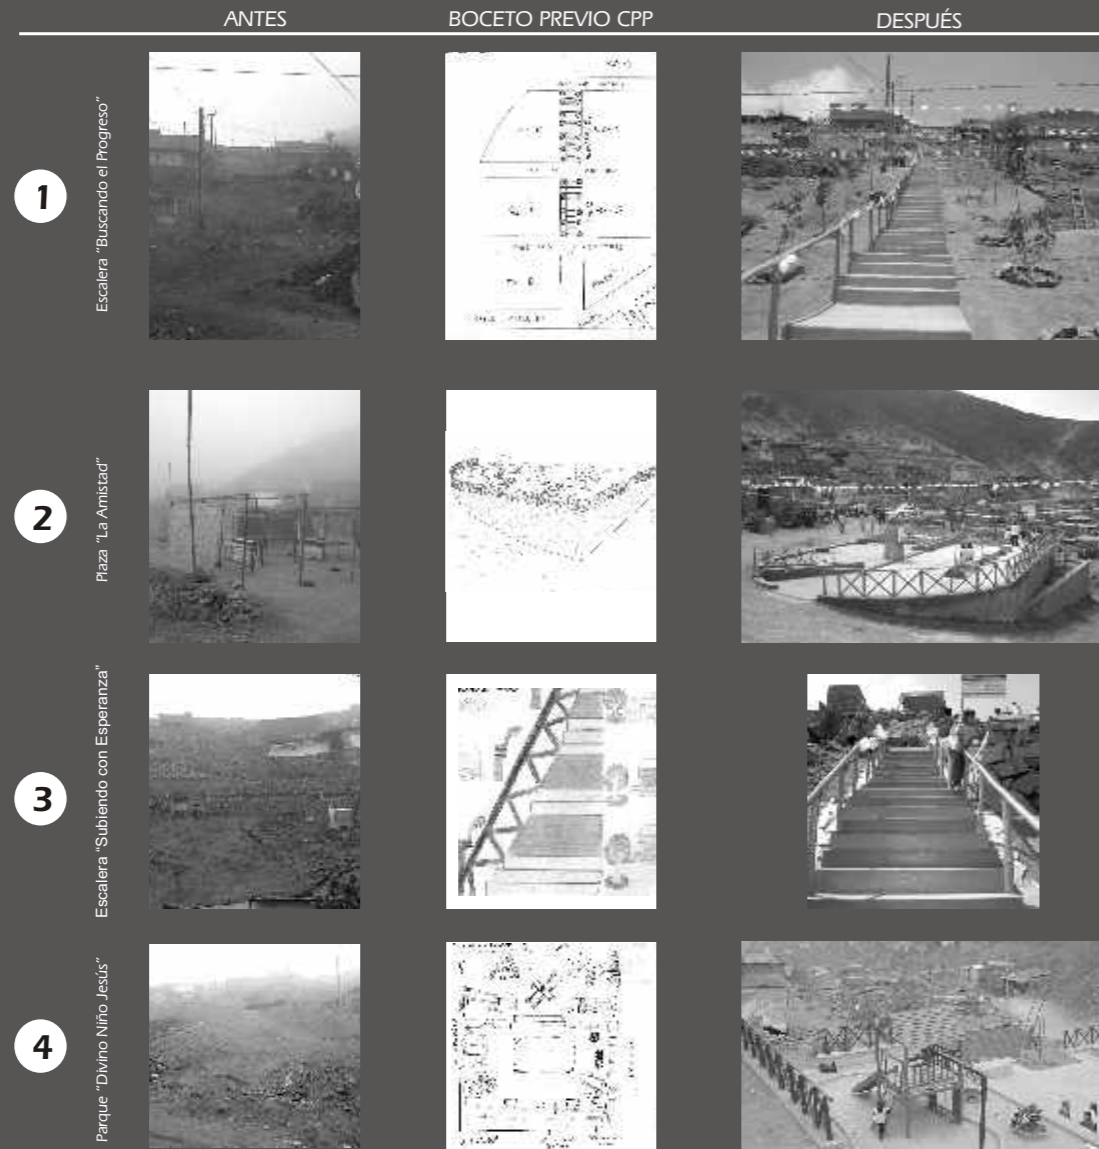 ANTES
BOCETO PREVIO CPP
DESPUÉS
1
Escalera "Buscando el Progreso"
2
Plaza "La Amistad"
3
Escalera "Subiendo con Esperanza"
4
Parque "Divino Niño Jesús"